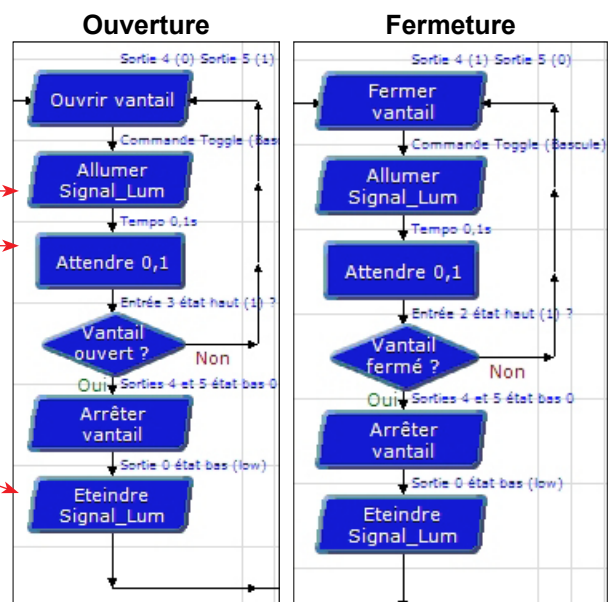 Ouverture
Sortie 4 (0) Sortie 5 (1)
Ouvrir vantail
Commande Toggle (Bas
Allumer
Signal_Lum
Tempo 0,1s
Attendre 0,1
Entrée 3 état haut (1) ?
Vantail
ouvert ?
Non
Oui
Sorties 4 et 5 état bas 0
Arrêter
vantail
Sortie 0 état bas (low)
Eteindre
Signal_Lum
Fermeture
Sortie 4 (1) Sortie 5 (0)
Fermer
vantail
Commande Toggle (Bascule)
Allumer
Signal_Lum
Tempo 0,1s
Attendre 0,1
Entrée 2 état haut (1) ?
Vantail
fermé ?
Non
Oui
Sorties 4 et 5 état bas 0
Arrêter
vantail
Sortie 0 état bas (low)
Eteindre
Signal_Lum